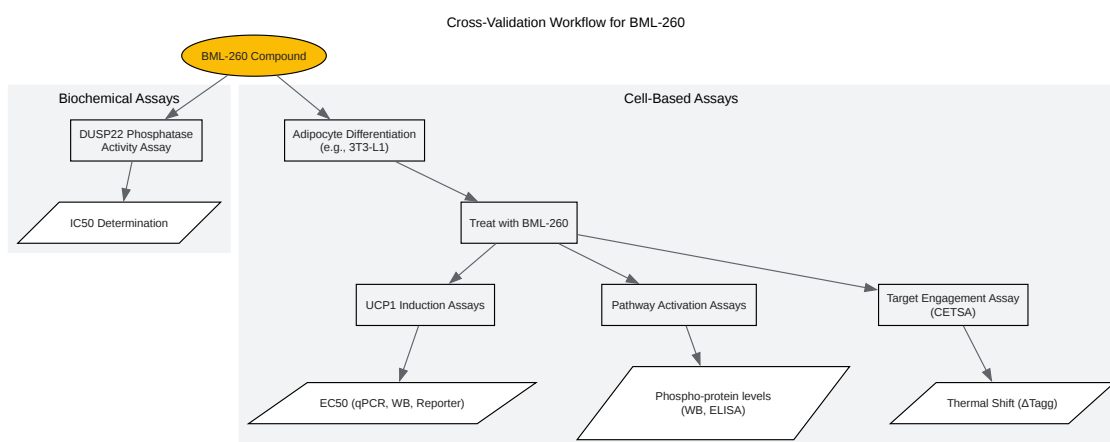 Cross-Validation Workflow for BML-260
BML-260 Compound
Biochemical Assays
Cell-Based Assays
DUSP22 Phosphatase
Activity Assay
Adipocyte Differentiation
(e.g., 3T3-L1)
IC50 Determination
Treat with BML-260
UCP1 Induction Assays
Pathway Activation Assays
Target Engagement Assay
(CETSA)
EC50 (qPCR, WB, Reporter)
Phospho-protein levels
(WB, ELISA)
Thermal Shift (ΔTagg)